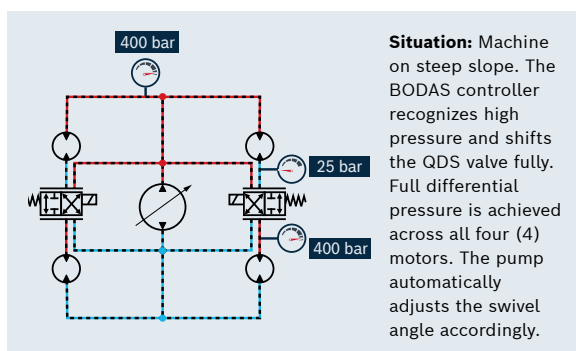 400 bar
25 bar
400 bar
Situation: Machine
on steep slope. The
BODAS controller
recognizes high
pressure and shifts
the QDS valve fully.
Full differential
pressure is achieved
across all four (4)
motors. The pump
automatically
adjusts the swivel
angle accordingly.